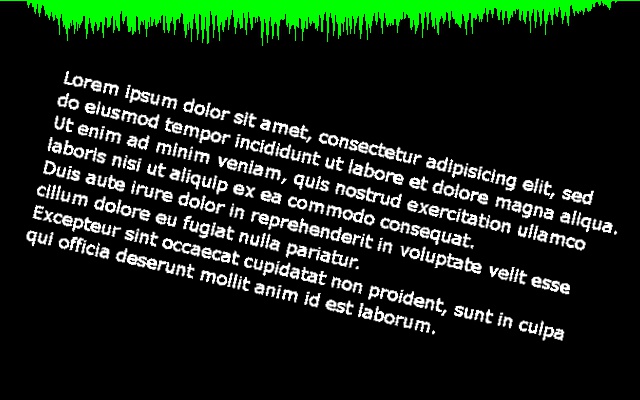 Lorem ipsum dolor sit amet, consectetur adipisicing elit, sed
do eiusmod tempor incididunt ut labore et dolore magna aliqua.
Ut enim ad minim veniam, quis nostrud exercitation ullamco
laboris nisi ut aliquip ex ea commodo consequat.
Duis aute irure dolor in reprehenderit in voluptate velit esse
cillum dolore eu fugiat nulla pariatur.
Excepteur sint occaecat cupidatat non proident, sunt in culpa
qui officia deserunt mollit anim id est laborum.